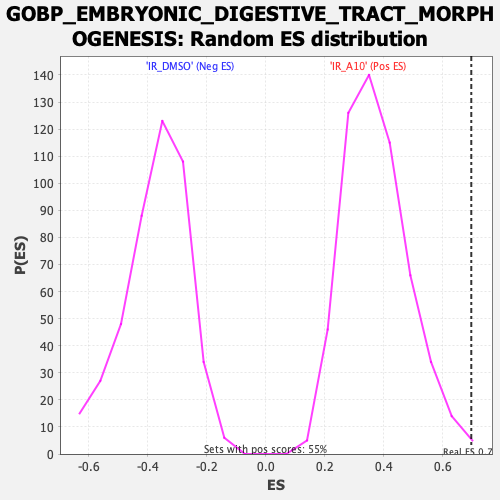 GOBP_EMBRYONIC_DIGESTIVE_TRACT_MORPH
OGENESIS: Random ES distribution
'IR_DMSO' (Neg ES) 'IR_A10' (Pos ES)
140
130
120
110
100
90
80
70
60
50
40
30
20
10
0
P(ES)
Sets with pos scores: 55%
Real ES 0.7
-0.6 -0.4 -0.2 0.0 0.2 0.4 0.6
ES